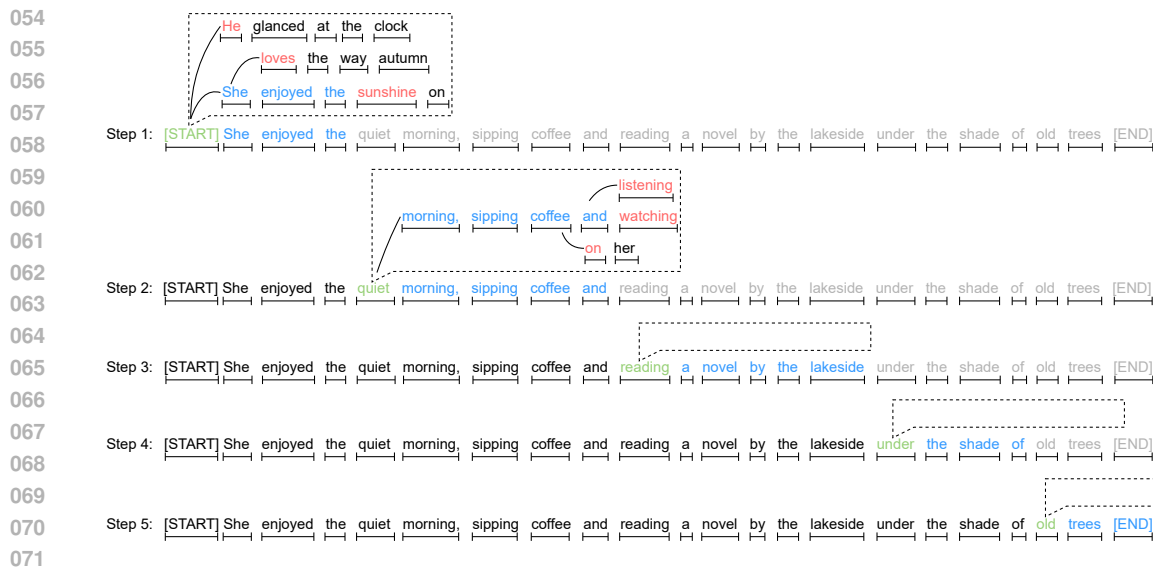 054
He glanced at the clock
055
loves the way autumn
056
She enjoyed the sunshine on
057
Step 1: [START] She enjoyed the quiet morning, sipping coffee and reading a novel by the lakeside under the shade of old trees [END]
058
059
listening
060
morning, sipping coffee and watching
061
on her
062
Step 2: [START] She enjoyed the quiet morning, sipping coffee and reading a novel by the lakeside under the shade of old trees [END]
063
064
065
Step 3: [START] She enjoyed the quiet morning, sipping coffee and reading a novel by the lakeside under the shade of old trees [END]
066
067
Step 4: [START] She enjoyed the quiet morning, sipping coffee and reading a novel by the lakeside under the shade of old trees [END]
068
069
070
Step 5: [START] She enjoyed the quiet morning, sipping coffee and reading a novel by the lakeside under the shade of old trees [END]
071